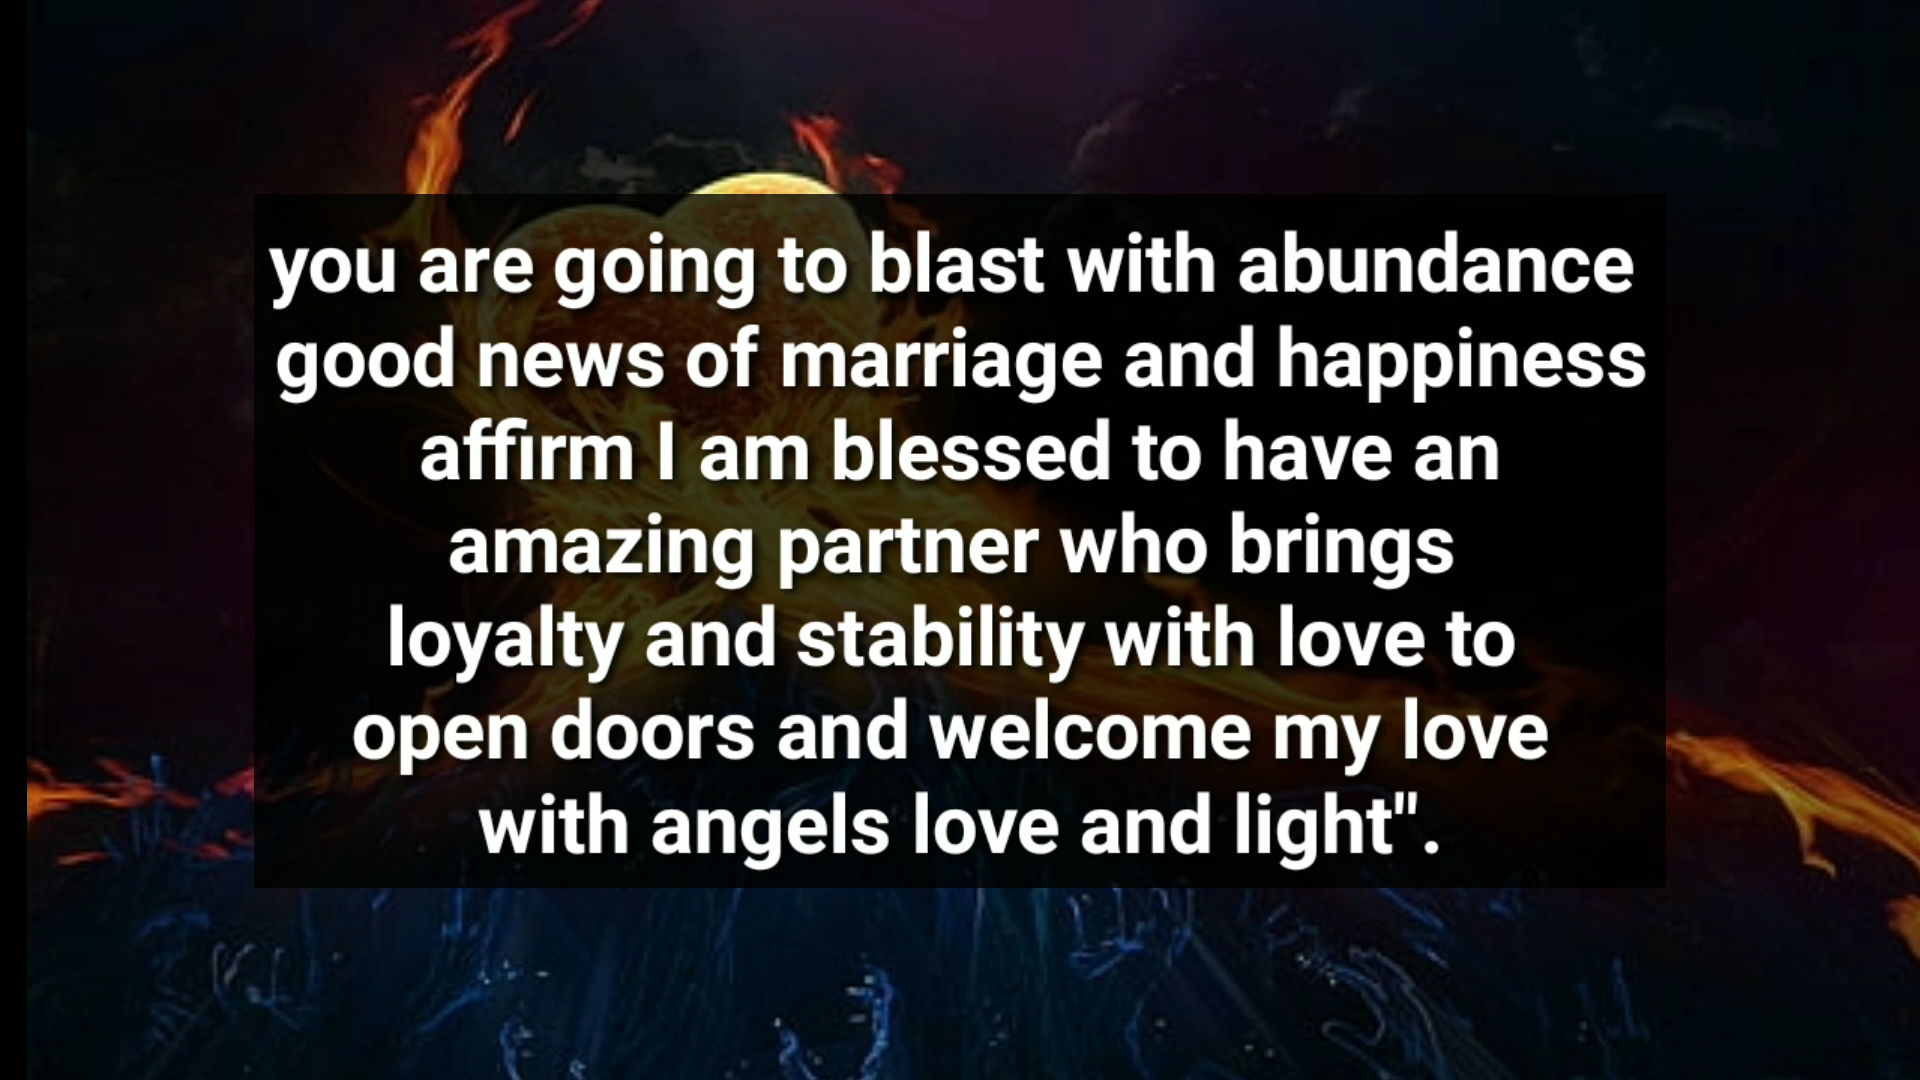 you are going to blast with abundance
good news of marriage and happiness
affirm I am blessed to have an
amazing partner who brings
loyalty and stability with love to
open doors and welcome my love
with angels love and light".